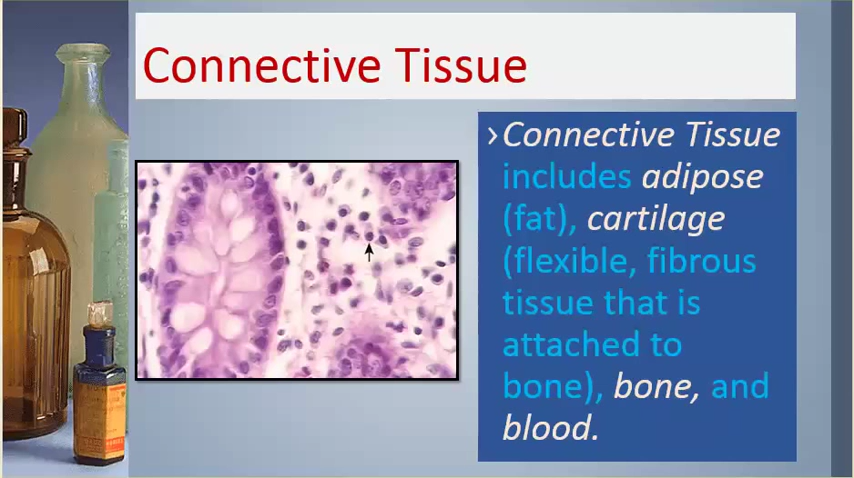 Connective Tissue
›Connective Tissue
includes adipose
(fat), cartilage
(flexible, fibrous
tissue that is
attached to
bone), bone, and
blood.